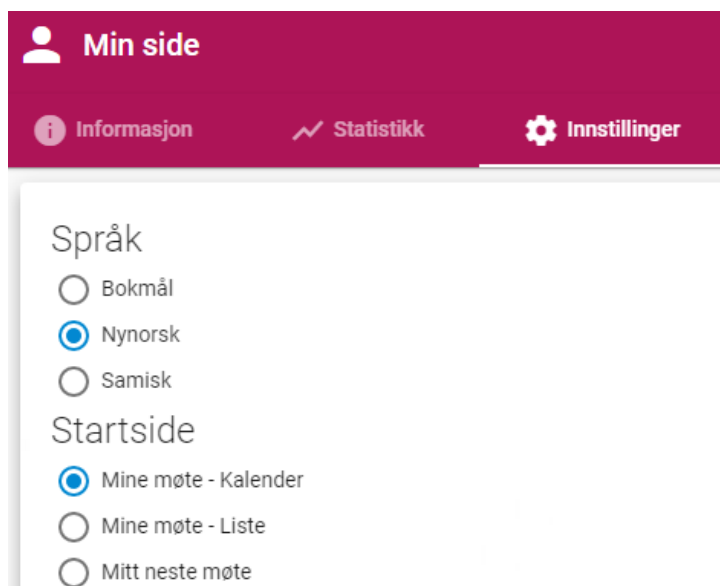 Min side
Informasjon Statistikk Innstillinger
Språk
Bokmål
Nynorsk
Samisk
Startside
Mine møte - Kalender
Mine møte - Liste
Mitt neste møte